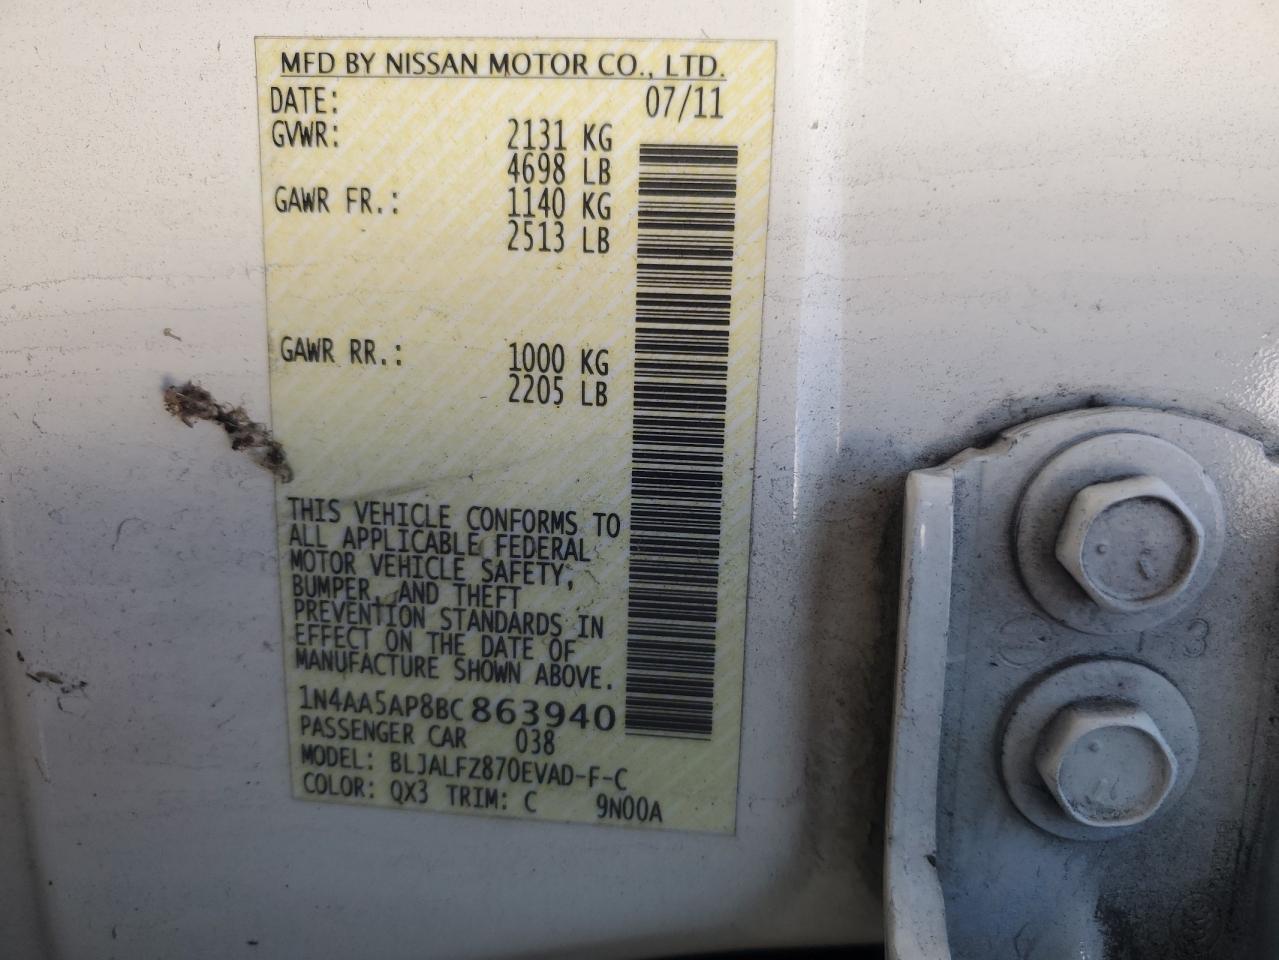 MFD BY NISSAN MOTOR CO., LTD.
DATE: 07/11
GVWR: 2131 KG
4698 LB
GAWR FR.: 1140 KG
2513 LB
GAWR RR.: 1000 KG
2205 LB
THIS VEHICLE CONFORMS TO
ALL APPLICABLE FEDERAL
MOTOR VEHICLE SAFETY,
BUMPER, AND THEFT
PREVENTION STANDARDS IN
EFFECT ON THE DATE OF
MANUFACTURE SHOWN ABOVE.
1N4AA5AP8BC863940
PASSENGER CAR 038
MODEL: BLJALFZ870EVAD-F-C
COLOR: QX3 TRIM: C 9N00A
13